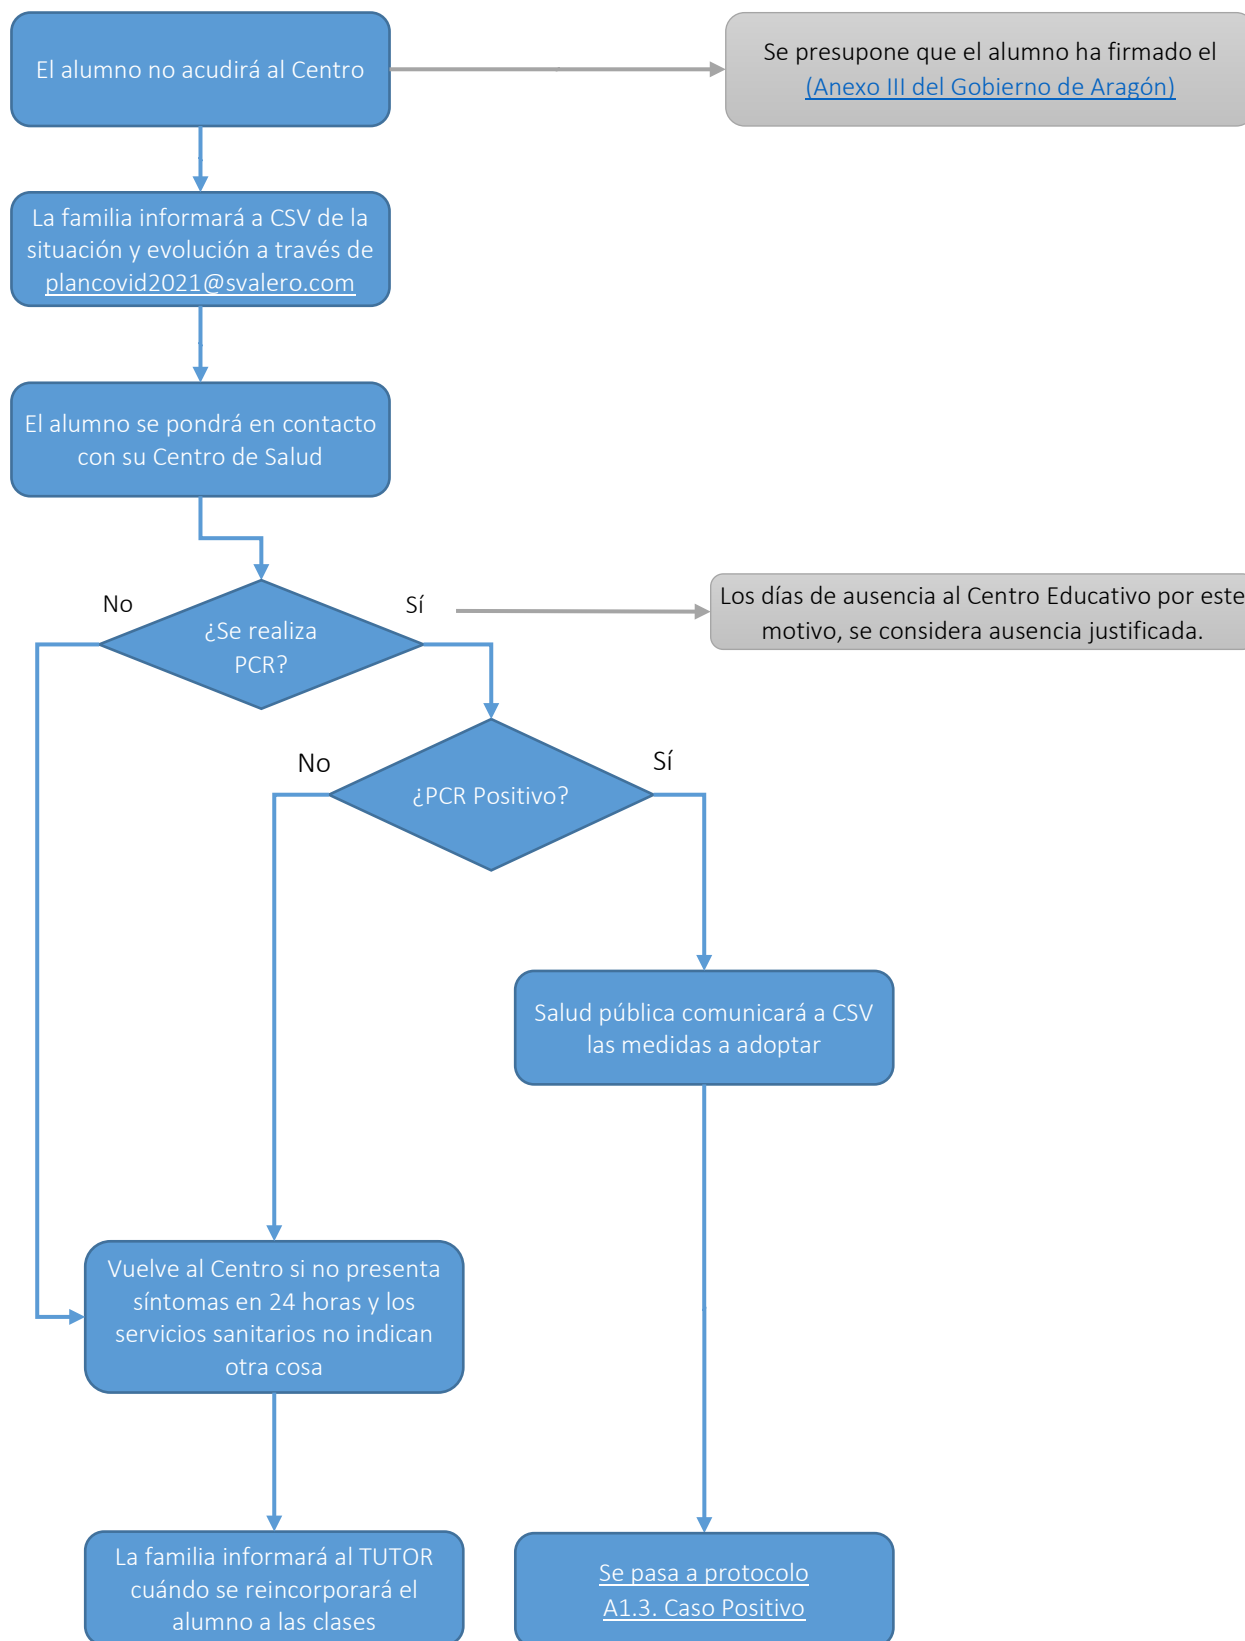 El alumno no acudirá al Centro
Se presupone que el alumno ha firmado el
(Anexo III del Gobierno de Aragón)
La familia informará a CSV de la
situación y evolución a través de
plancovid2021@svalero.com
El alumno se pondrá en contacto
con su Centro de Salud
No
Sí
¿Se realiza
PCR?
Los días de ausencia al Centro Educativo por este
motivo, se considera ausencia justificada.
No
Sí
¿PCR Positivo?
Salud pública comunicará a CSV
las medidas a adoptar
Vuelve al Centro si no presenta
síntomas en 24 horas y los
servicios sanitarios no indican
otra cosa
La familia informará al TUTOR
cuándo se reincorporará el
alumno a las clases
Se pasa a protocolo
A1.3. Caso Positivo